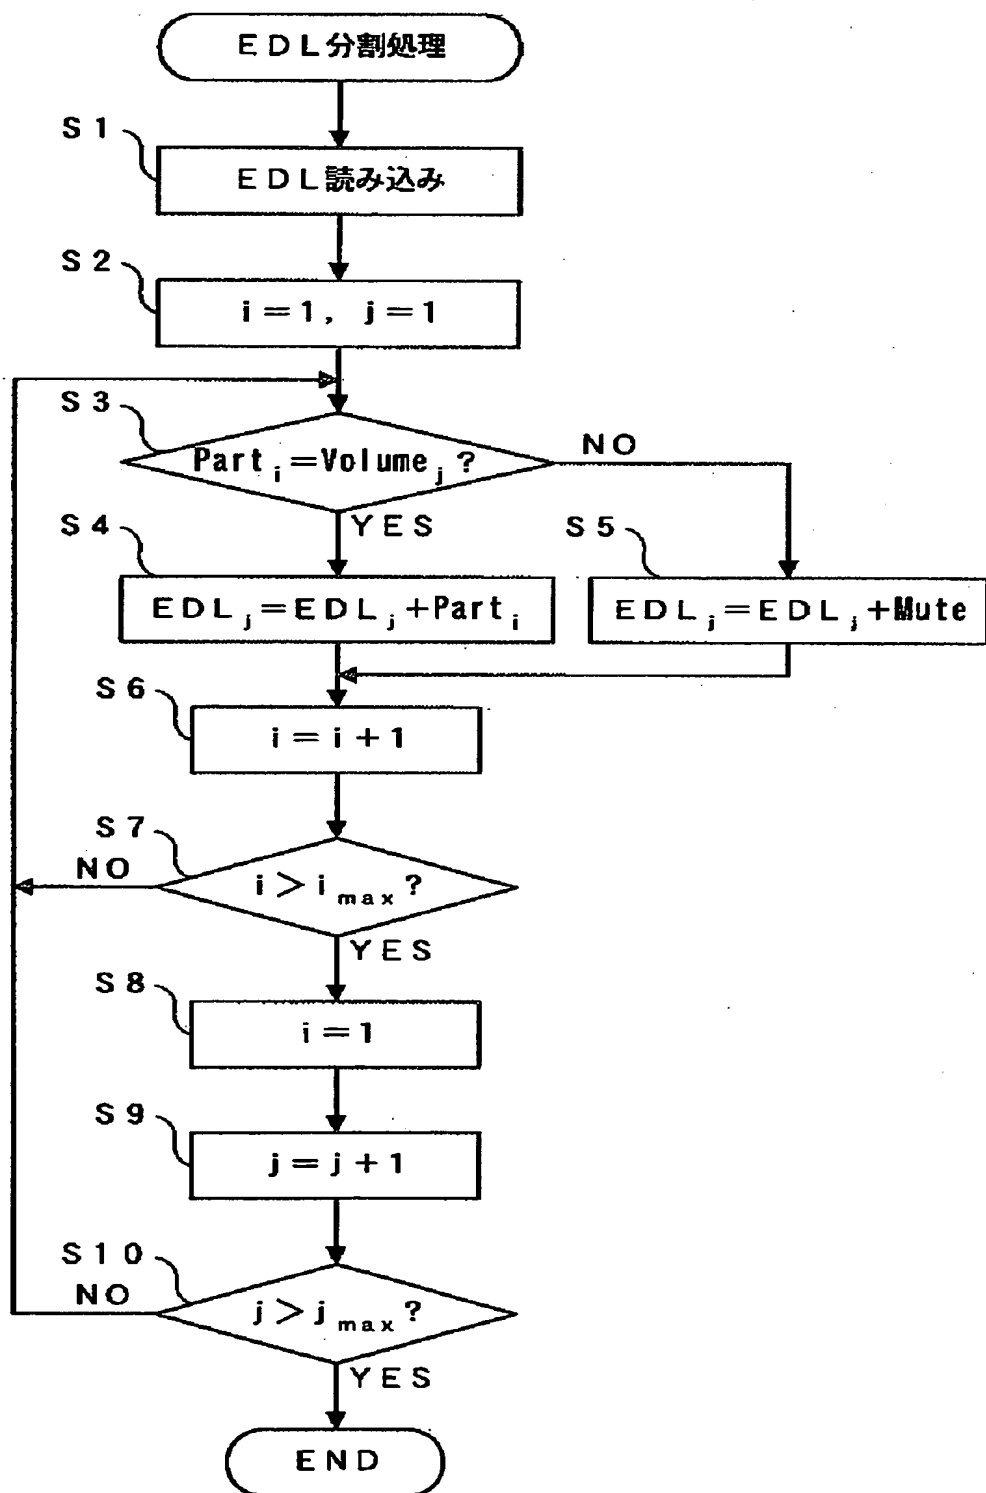 EDL分割処理
S1
EDL読み込み
S2
i=1, j=1
S3
Part i=Volume j?
NO
YES
S4
EDL j=EDL j+Part i
S5
EDL j=EDL j+Mute
S6
i=i+1
S7
NO
i>i max?
YES
S8
i=1
S9
j=j+1
S10
NO
j>j max?
YES
END